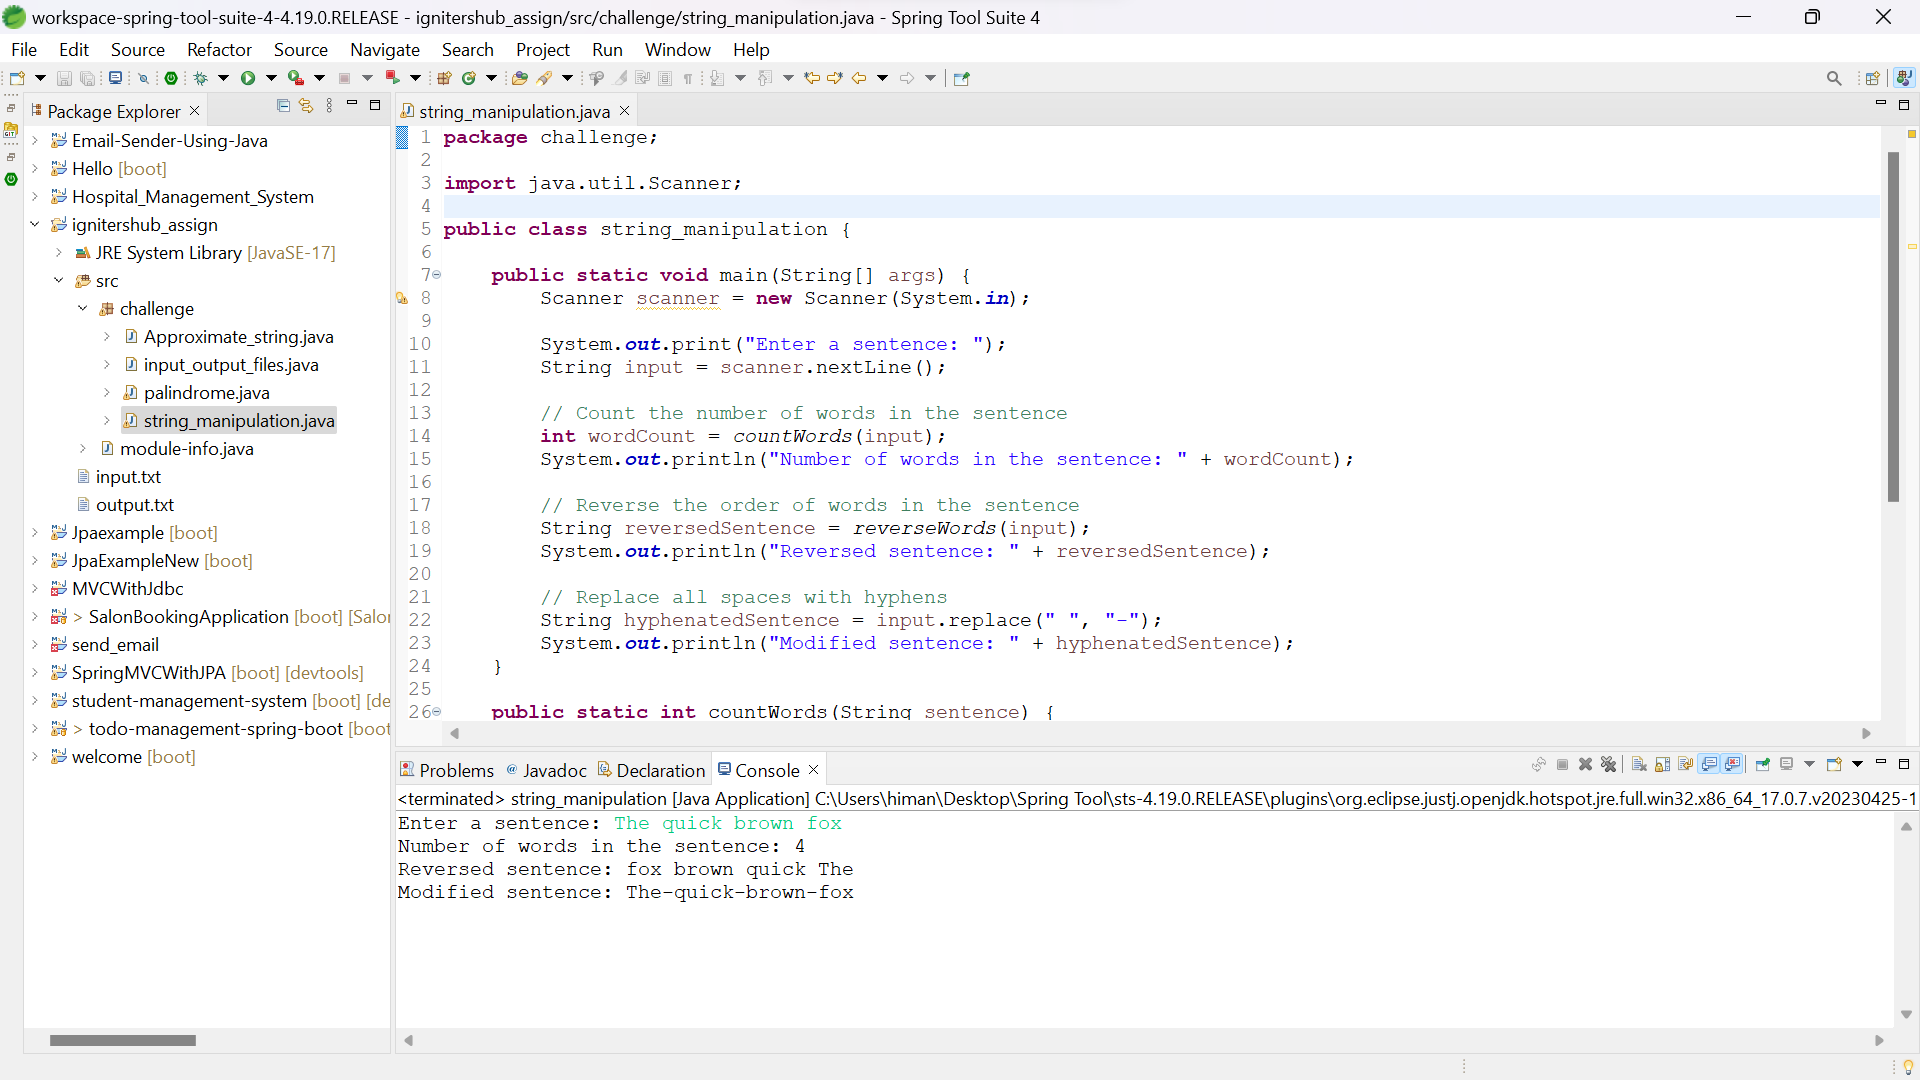 workspace-spring-tool-suite-4-4.19.0.RELEASE - ignitershub_assign/src/challenge/string_manipulation.java - Spring Tool Suite 4
File Edit Source Refactor Source Navigate Search Project Run Window Help
Package Explorer
Email-Sender-Using-Java
Hello [boot]
Hospital_Management_System
ignitershub_assign
JRE System Library [JavaSE-17]
src
challenge
Approximate_string.java
input_output_files.java
palindrome.java
string_manipulation.java
module-info.java
input.txt
output.txt
Jpaexample [boot]
JpaExampleNew [boot]
MVCWithJdbc
> SalonBookingApplication [boot] [Salon
send_email
SpringMVCWithJPA [boot] [devtools]
student-management-system [boot] [de
> todo-management-spring-boot [boot
welcome [boot]
string_manipulation.java
1 package challenge;
2
3 import java.util.Scanner;
4
5 public class string_manipulation {
6
7 public static void main(String[] args) {
8 Scanner scanner = new Scanner(System.in);
9
10 System.out.print("Enter a sentence: ");
11 String input = scanner.nextLine();
12
13 // Count the number of words in the sentence
14 int wordCount = countWords(input);
15 System.out.println("Number of words in the sentence: " + wordCount);
16
17 // Reverse the order of words in the sentence
18 String reversedSentence = reverseWords(input);
19 System.out.println("Reversed sentence: " + reversedSentence);
20
21 // Replace all spaces with hyphens
22 String hyphenatedSentence = input.replace(" ", "-");
23 System.out.println("Modified sentence: " + hyphenatedSentence);
24 }
25
26 public static int countWords(String sentence) {
Problems Javadoc Declaration Console
<terminated> string_manipulation [Java Application] C:\Users\himan\Desktop\Spring Tool\sts-4.19.0.RELEASE\plugins\org.eclipse.justj.openjdk.hotspot.jre.full.win32.x86_64_17.0.7.v20230425-1
Enter a sentence: The quick brown fox
Number of words in the sentence: 4
Reversed sentence: fox brown quick The
Modified sentence: The-quick-brown-fox